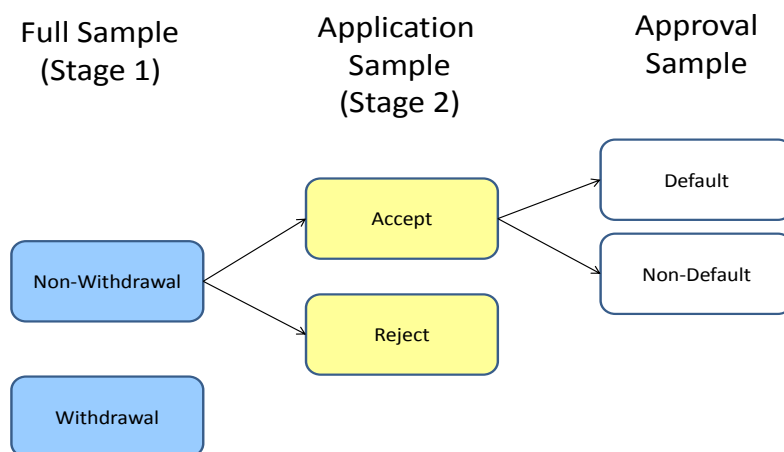 Full Sample
(Stage 1)
Application
Sample
(Stage 2)
Approval
Sample
Non-Withdrawal
Withdrawal
Accept
Reject
Default
Non-Default